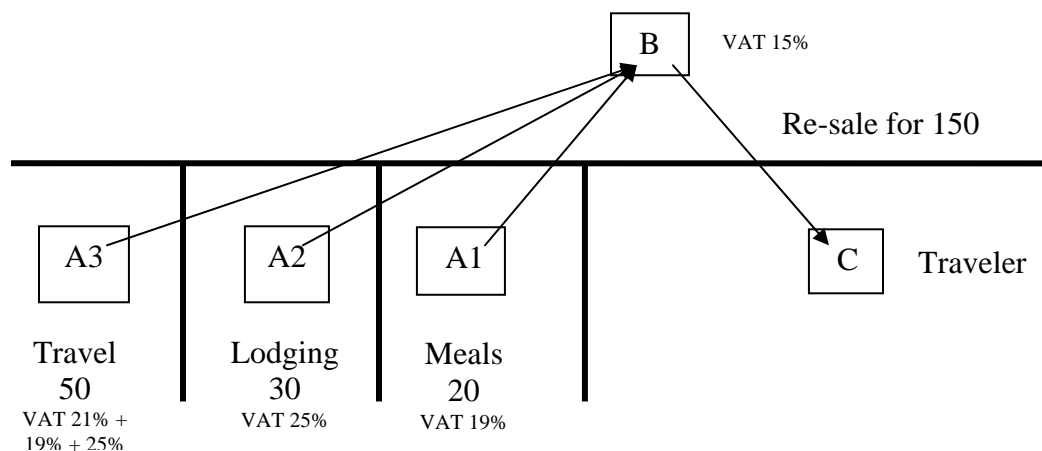 B
VAT 15%
Re-sale for 150
A3
A2
A1
C
Traveler
Travel
50
VAT 21% +
19% + 25%
Lodging
30
VAT 25%
Meals
20
VAT 19%